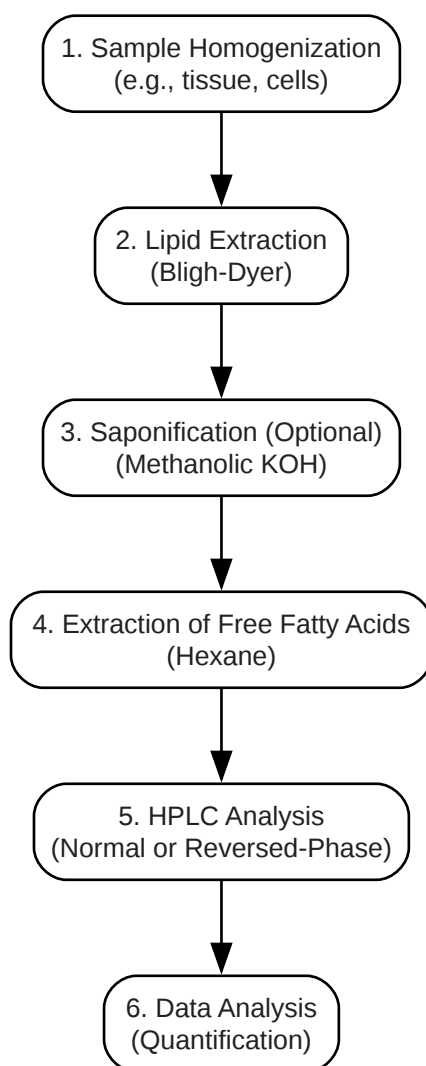 1. Sample Homogenization
(e.g., tissue, cells)
2. Lipid Extraction
(Bligh-Dyer)
3. Saponification (Optional)
(Methanolic KOH)
4. Extraction of Free Fatty Acids
(Hexane)
5. HPLC Analysis
(Normal or Reversed-Phase)
6. Data Analysis
(Quantification)